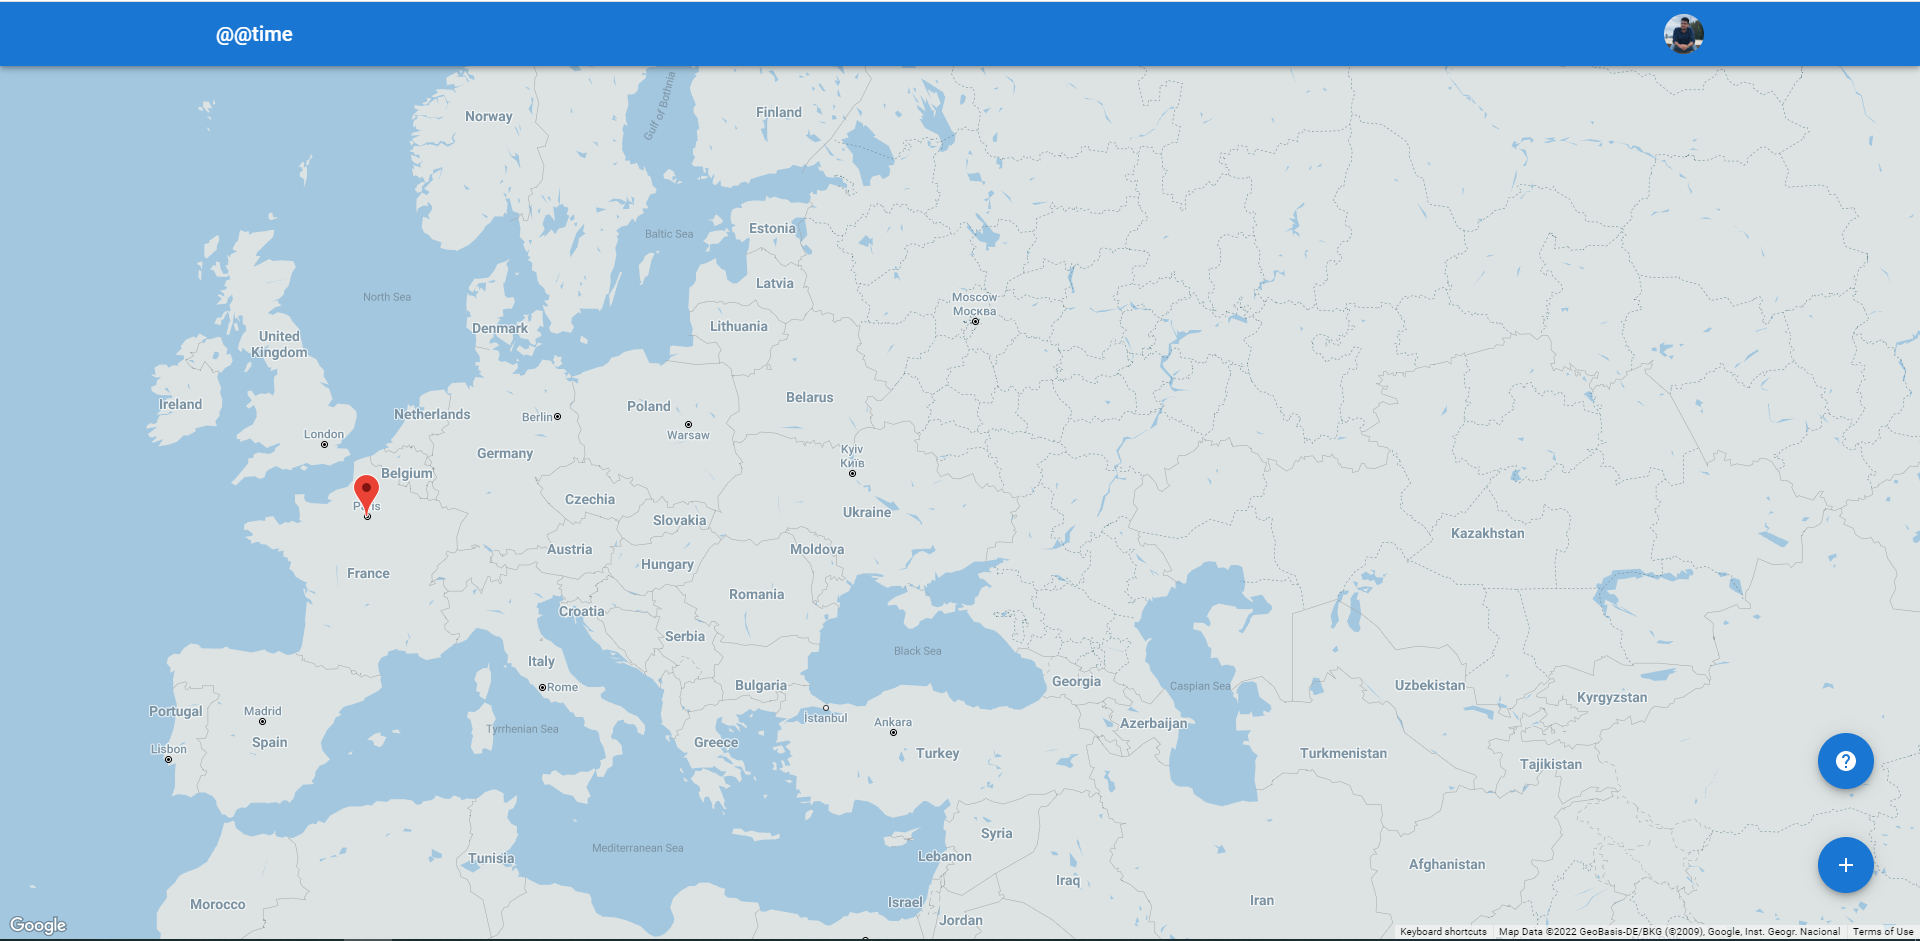 @@time
Norway
Finland
Gulf of Bothnia
Estonia
Baltic Sea
Latvia
North Sea
Moscow
Москва
Denmark
Lithuania
United
Kingdom
Ireland
Netherlands
Berlin
Poland
Belarus
London
Warsaw
Germany
Kyiv
Київ
Belgium
Czechia
Paris
Slovakia
Ukraine
Kazakhstan
Austria
Moldova
Hungary
France
Romania
Croatia
Serbia
Black Sea
Italy
Rome
Bulgaria
Georgia
Caspian Sea
Uzbekistan
Kyrgyzstan
Portugal
Madrid
İstanbul
Ankara
Azerbaijan
Tyrrhenian Sea
Spain
Lisbon
Greece
Turkey
Turkmenistan
Tajikistan
Syria
Mediterranean Sea
Tunisia
Lebanon
Afghanistan
Iraq
Morocco
Israel
Iran
Jordan
Google
Keyboard shortcuts
Map Data ©2022 GeoBasis-DE/BKG (©2009), Google, Inst. Geogr. Nacional
Terms of Use